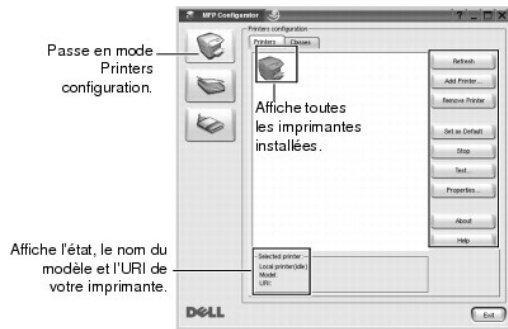 MFP Configurator
Printers configuration
Printers Classes
Passe en mode
Printers
configuration.
Affiche toutes
les imprimantes
installées.
Refresh
Add Printer...
Remove Printer
Set as Default
Stop
Test...
Properties...
About
Help
Affiche l'état, le nom du
modèle et l'URI de
votre imprimante.
Selected printer:
Local printer(idle)
Model:
URI:
DELL
Exit